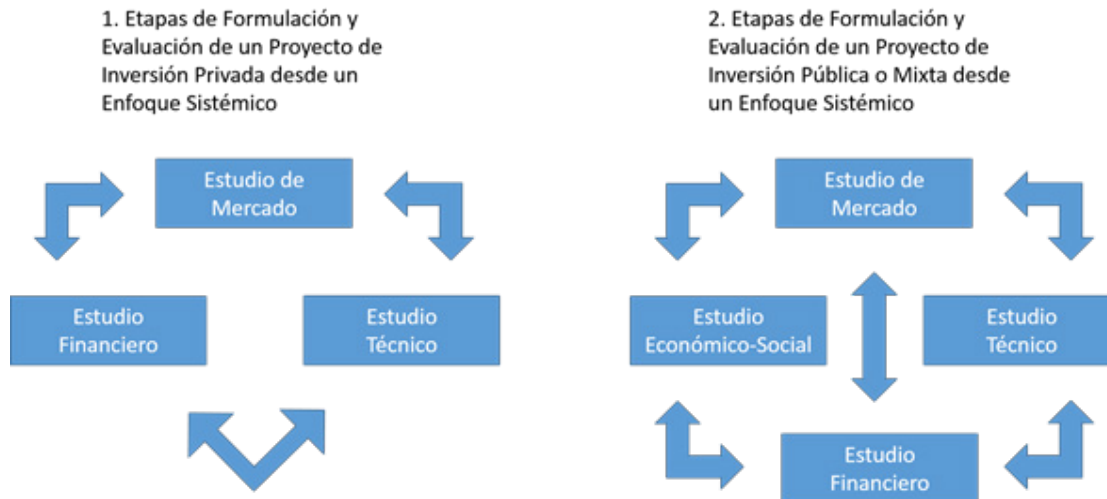 1. Etapas de Formulación y
Evaluación de un Proyecto de
Inversión Privada desde un
Enfoque Sistémico
Estudio de
Mercado
Estudio
Financiero
Estudio
Técnico
2. Etapas de Formulación y
Evaluación de un Proyecto de
Inversión Pública o Mixta desde
un Enfoque Sistémico
Estudio de
Mercado
Estudio
Económico-Social
Estudio
Técnico
Estudio
Financiero